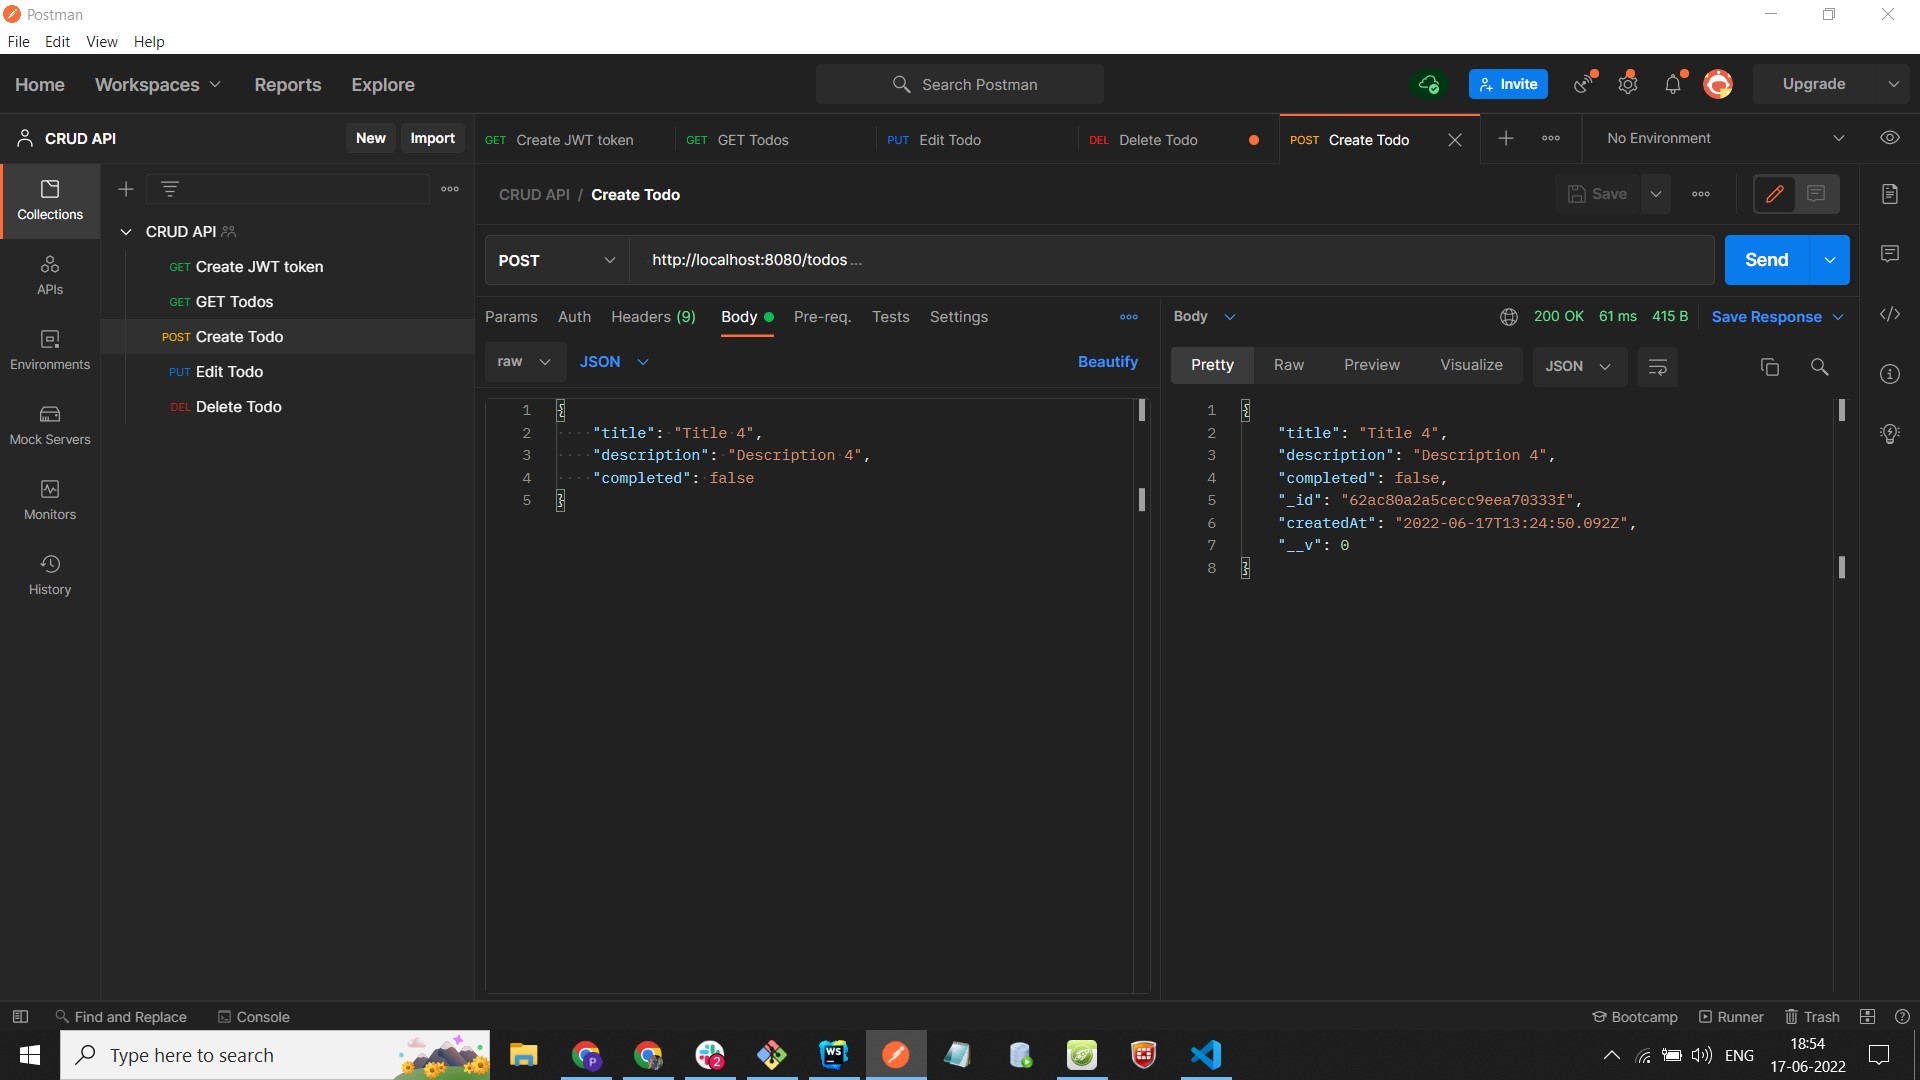 Postman
File Edit View Help
Home Workspaces Reports Explore Search Postman Invite Upgrade
CRUD API New Import
GET Create JWT token GET GET Todos PUT Edit Todo DEL Delete Todo POST Create Todo No Environment
Collections
APIs
Environments
Mock Servers
Monitors
History
CRUD API
GET Create JWT token
GET GET Todos
POST Create Todo
PUT Edit Todo
DEL Delete Todo
CRUD API / Create Todo Save
POST http://localhost:8080/todos ... Send
Params Auth Headers (9) Body Pre-req. Tests Settings
raw JSON Beautify
1 {
2 "title": "Title 4",
3 "description": "Description 4",
4 "completed": false
5 }
Body 200 OK 61 ms 415 B Save Response
Pretty Raw Preview Visualize JSON
1 {
2 "title": "Title 4",
3 "description": "Description 4",
4 "completed": false,
5 "_id": "62ac80a2a5cecc9eea70333f",
6 "createdAt": "2022-06-17T13:24:50.092Z",
7 "__v": 0
8 }
Find and Replace Console Bootcamp Runner Trash
Type here to search P 2 WS ENG 18:54
17-06-2022